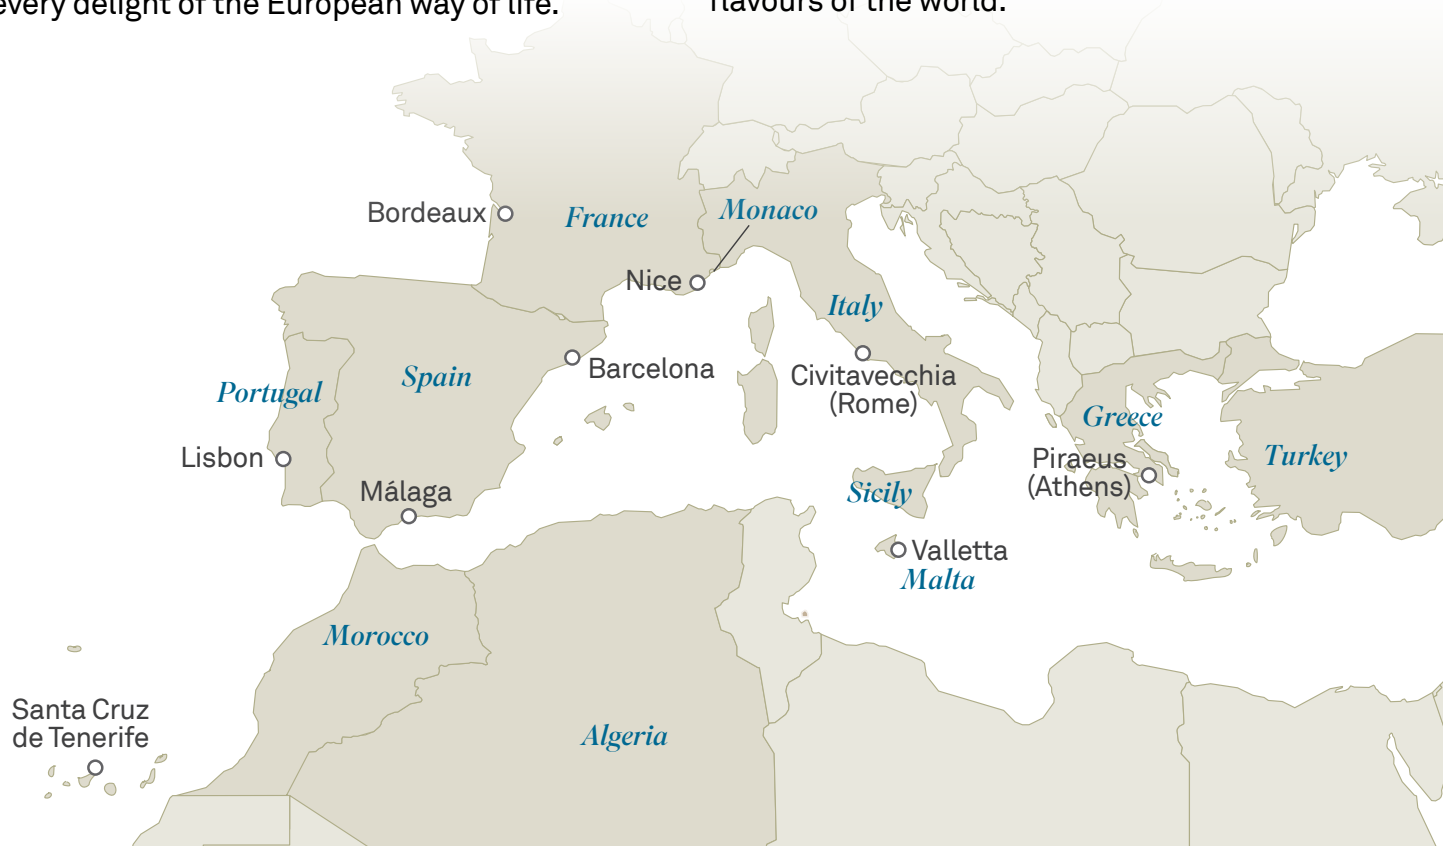 every delight of the European way of life.
flavours of the world.
Bordeaux
France
Monaco
Nice
Italy
Barcelona
Civitavecchia
(Rome)
Portugal
Spain
Greece
Lisbon
Piraeus
(Athens)
Turkey
Málaga
Sicily
Valletta
Malta
Morocco
Santa Cruz
de Tenerife
Algeria